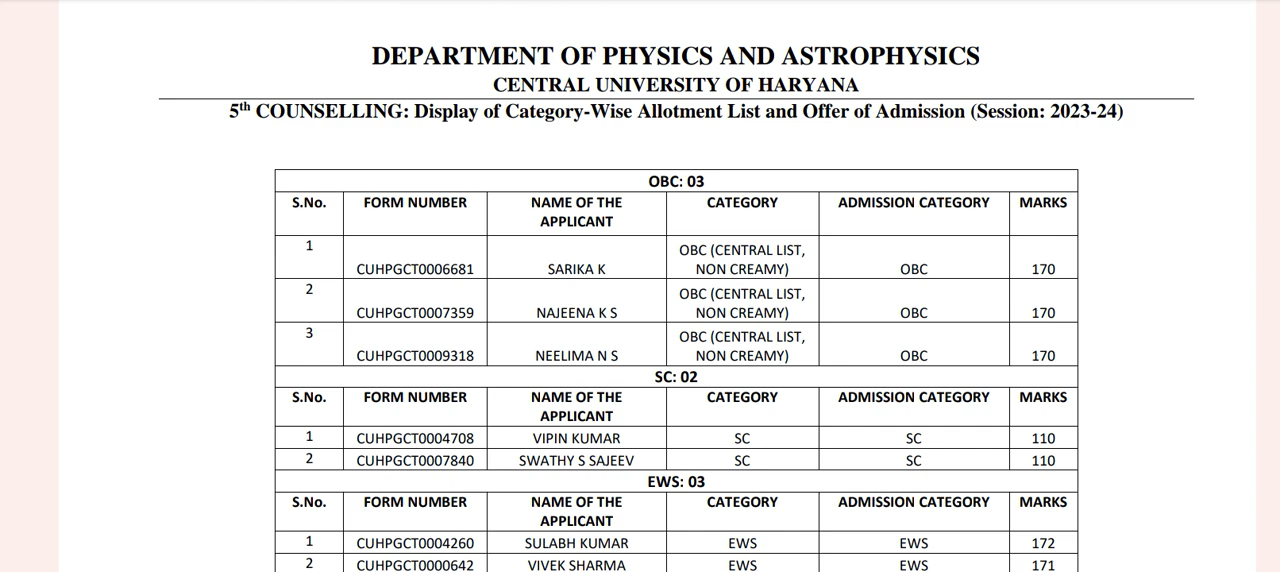 DEPARTMENT OF PHYSICS AND ASTROPHYSICS
CENTRAL UNIVERSITY OF HARYANA
5th COUNSELLING: Display of Category-Wise Allotment List and Offer of Admission (Session: 2023-24)
OBC: 03
S.No. FORM NUMBER NAME OF THE APPLICANT CATEGORY ADMISSION CATEGORY MARKS
1 CUHPGCT0006681 SARIKA K OBC (CENTRAL LIST, NON CREAMY) OBC 170
2 CUHPGCT0007359 NAJEENA K S OBC (CENTRAL LIST, NON CREAMY) OBC 170
3 CUHPGCT0009318 NEELIMA N S OBC (CENTRAL LIST, NON CREAMY) OBC 170
SC: 02
S.No. FORM NUMBER NAME OF THE APPLICANT CATEGORY ADMISSION CATEGORY MARKS
1 CUHPGCT0004708 VIPIN KUMAR SC SC 110
2 CUHPGCT0007840 SWATHY S SAJEEV SC SC 110
EWS: 03
S.No. FORM NUMBER NAME OF THE APPLICANT CATEGORY ADMISSION CATEGORY MARKS
1 CUHPGCT0004260 SULABH KUMAR EWS EWS 172
2 CUHPGCT0000642 VIVEK SHARMA EWS EWS 171